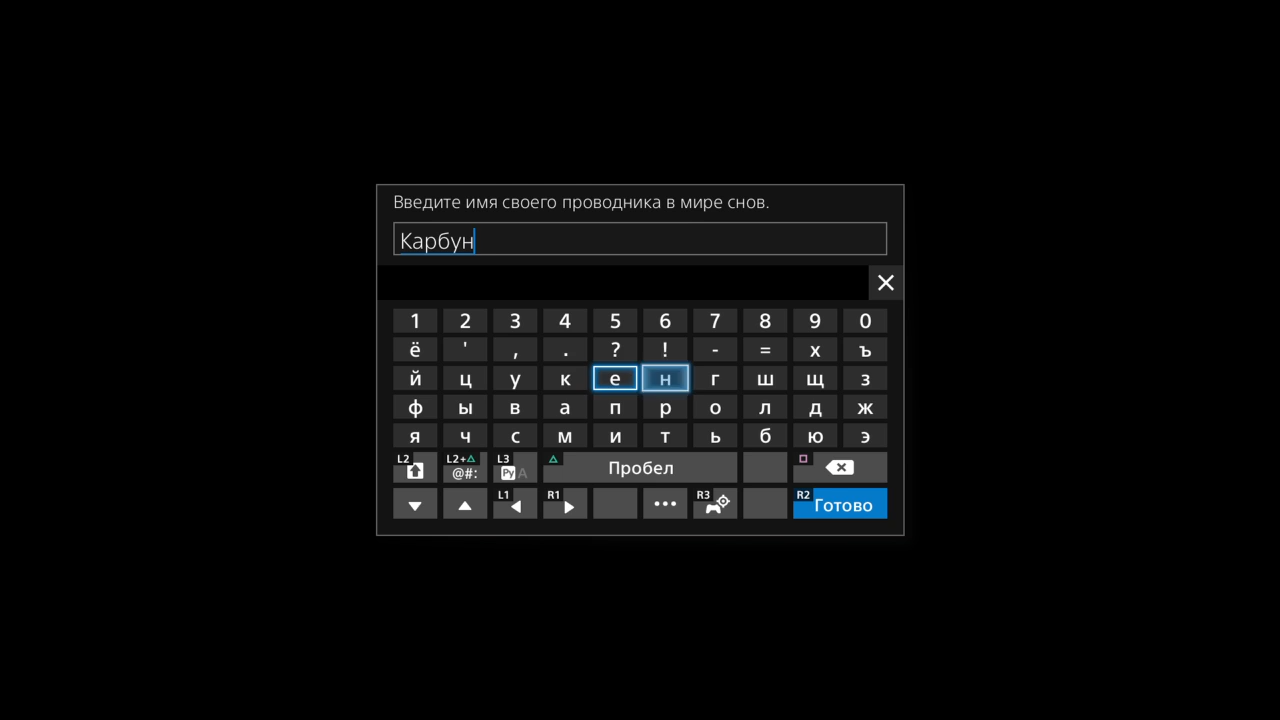 Введите имя своего проводника в мире снов.
Карбун
1 2 3 4 5 6 7 8 9 0
ё ' , . ? ! - = х ъ
й ц у к е н г ш щ з
ф ы в а п р о л д ж
я ч с м и т ь б ю э
L2 L2+△ @#: L3 Ру A △ Пробел □
L1 R1 ••• R3 R2 Готово